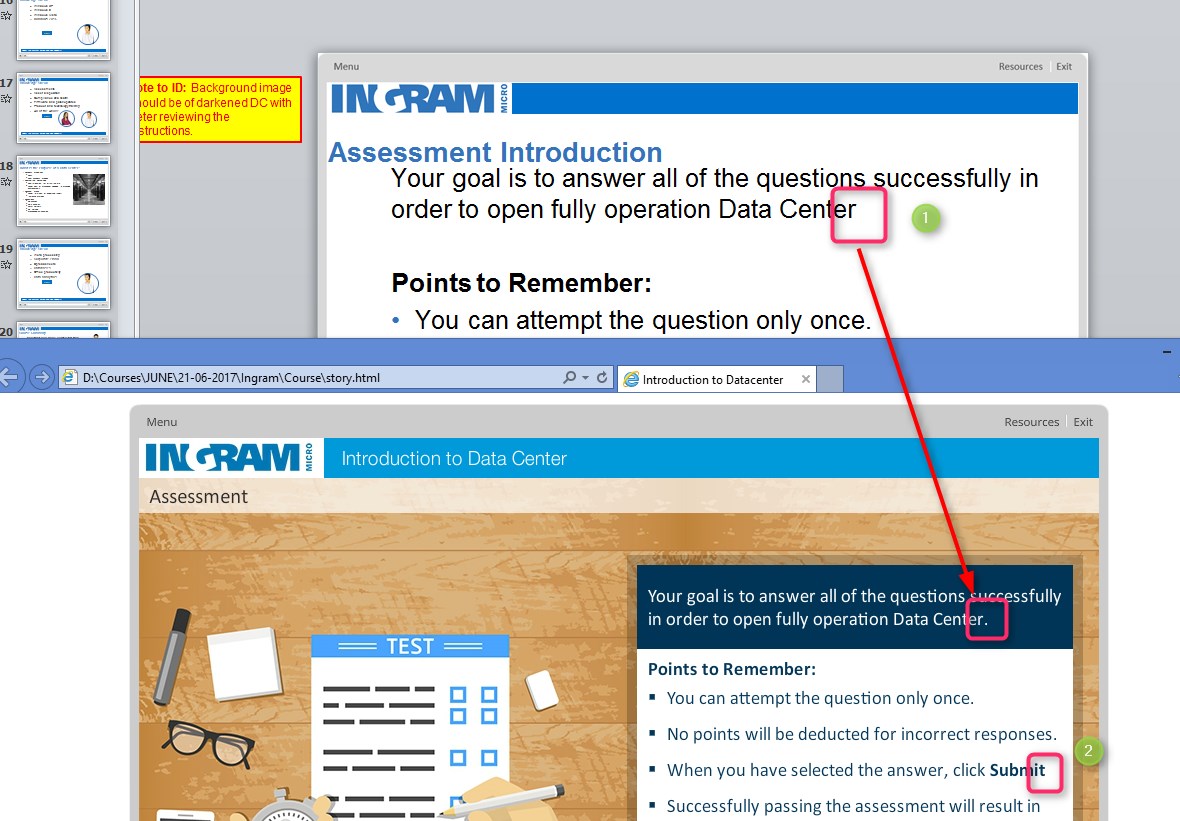 16
17
18
19
20
ote to ID: Background image
ould be of darkened DC with
eter reviewing the
structions.
Menu
Resources
Exit
INGRAM MICRO
Assessment Introduction
Your goal is to answer all of the questions successfully in
order to open fully operation Data Center
1
Points to Remember:
• You can attempt the question only once.
D:\Courses\JUNE\21-06-2017\Ingram\Course\story.html
Introduction to Datacenter
Menu
Resources
Exit
INGRAM MICRO
Introduction to Data Center
Assessment
TEST
Your goal is to answer all of the questions successfully
in order to open fully operation Data Center.
Points to Remember:
▪ You can attempt the question only once.
▪ No points will be deducted for incorrect responses.
2
▪ When you have selected the answer, click Submit
▪ Successfully passing the assessment will result in